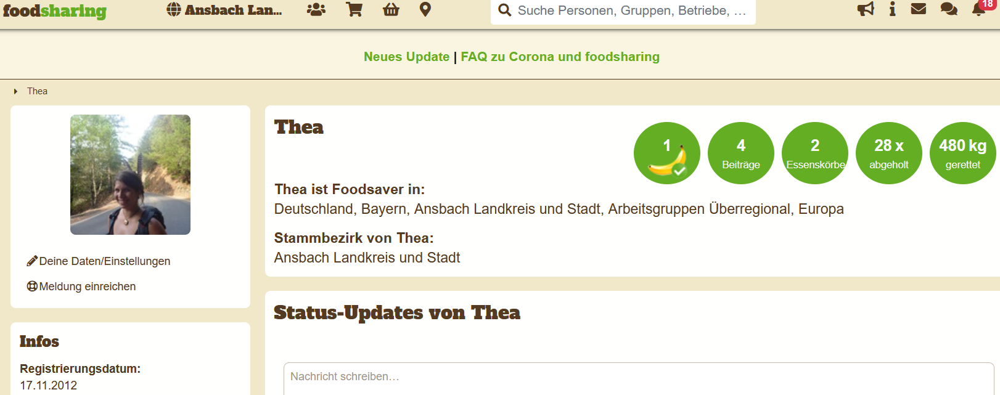 foodsharing
Ansbach Lan...
Suche Personen, Gruppen, Betriebe, …
18
Neues Update | FAQ zu Corona und foodsharing
Thea
Deine Daten/Einstellungen
Meldung einreichen
Infos
Registrierungsdatum:
17.11.2012
Thea
1
4
Beiträge
2
Essenskörbe
28 x
abgeholt
480 kg
gerettet
Thea ist Foodsaver in:
Deutschland, Bayern, Ansbach Landkreis und Stadt, Arbeitsgruppen Überregional, Europa
Stammbezirk von Thea:
Ansbach Landkreis und Stadt
Status-Updates von Thea
Nachricht schreiben…